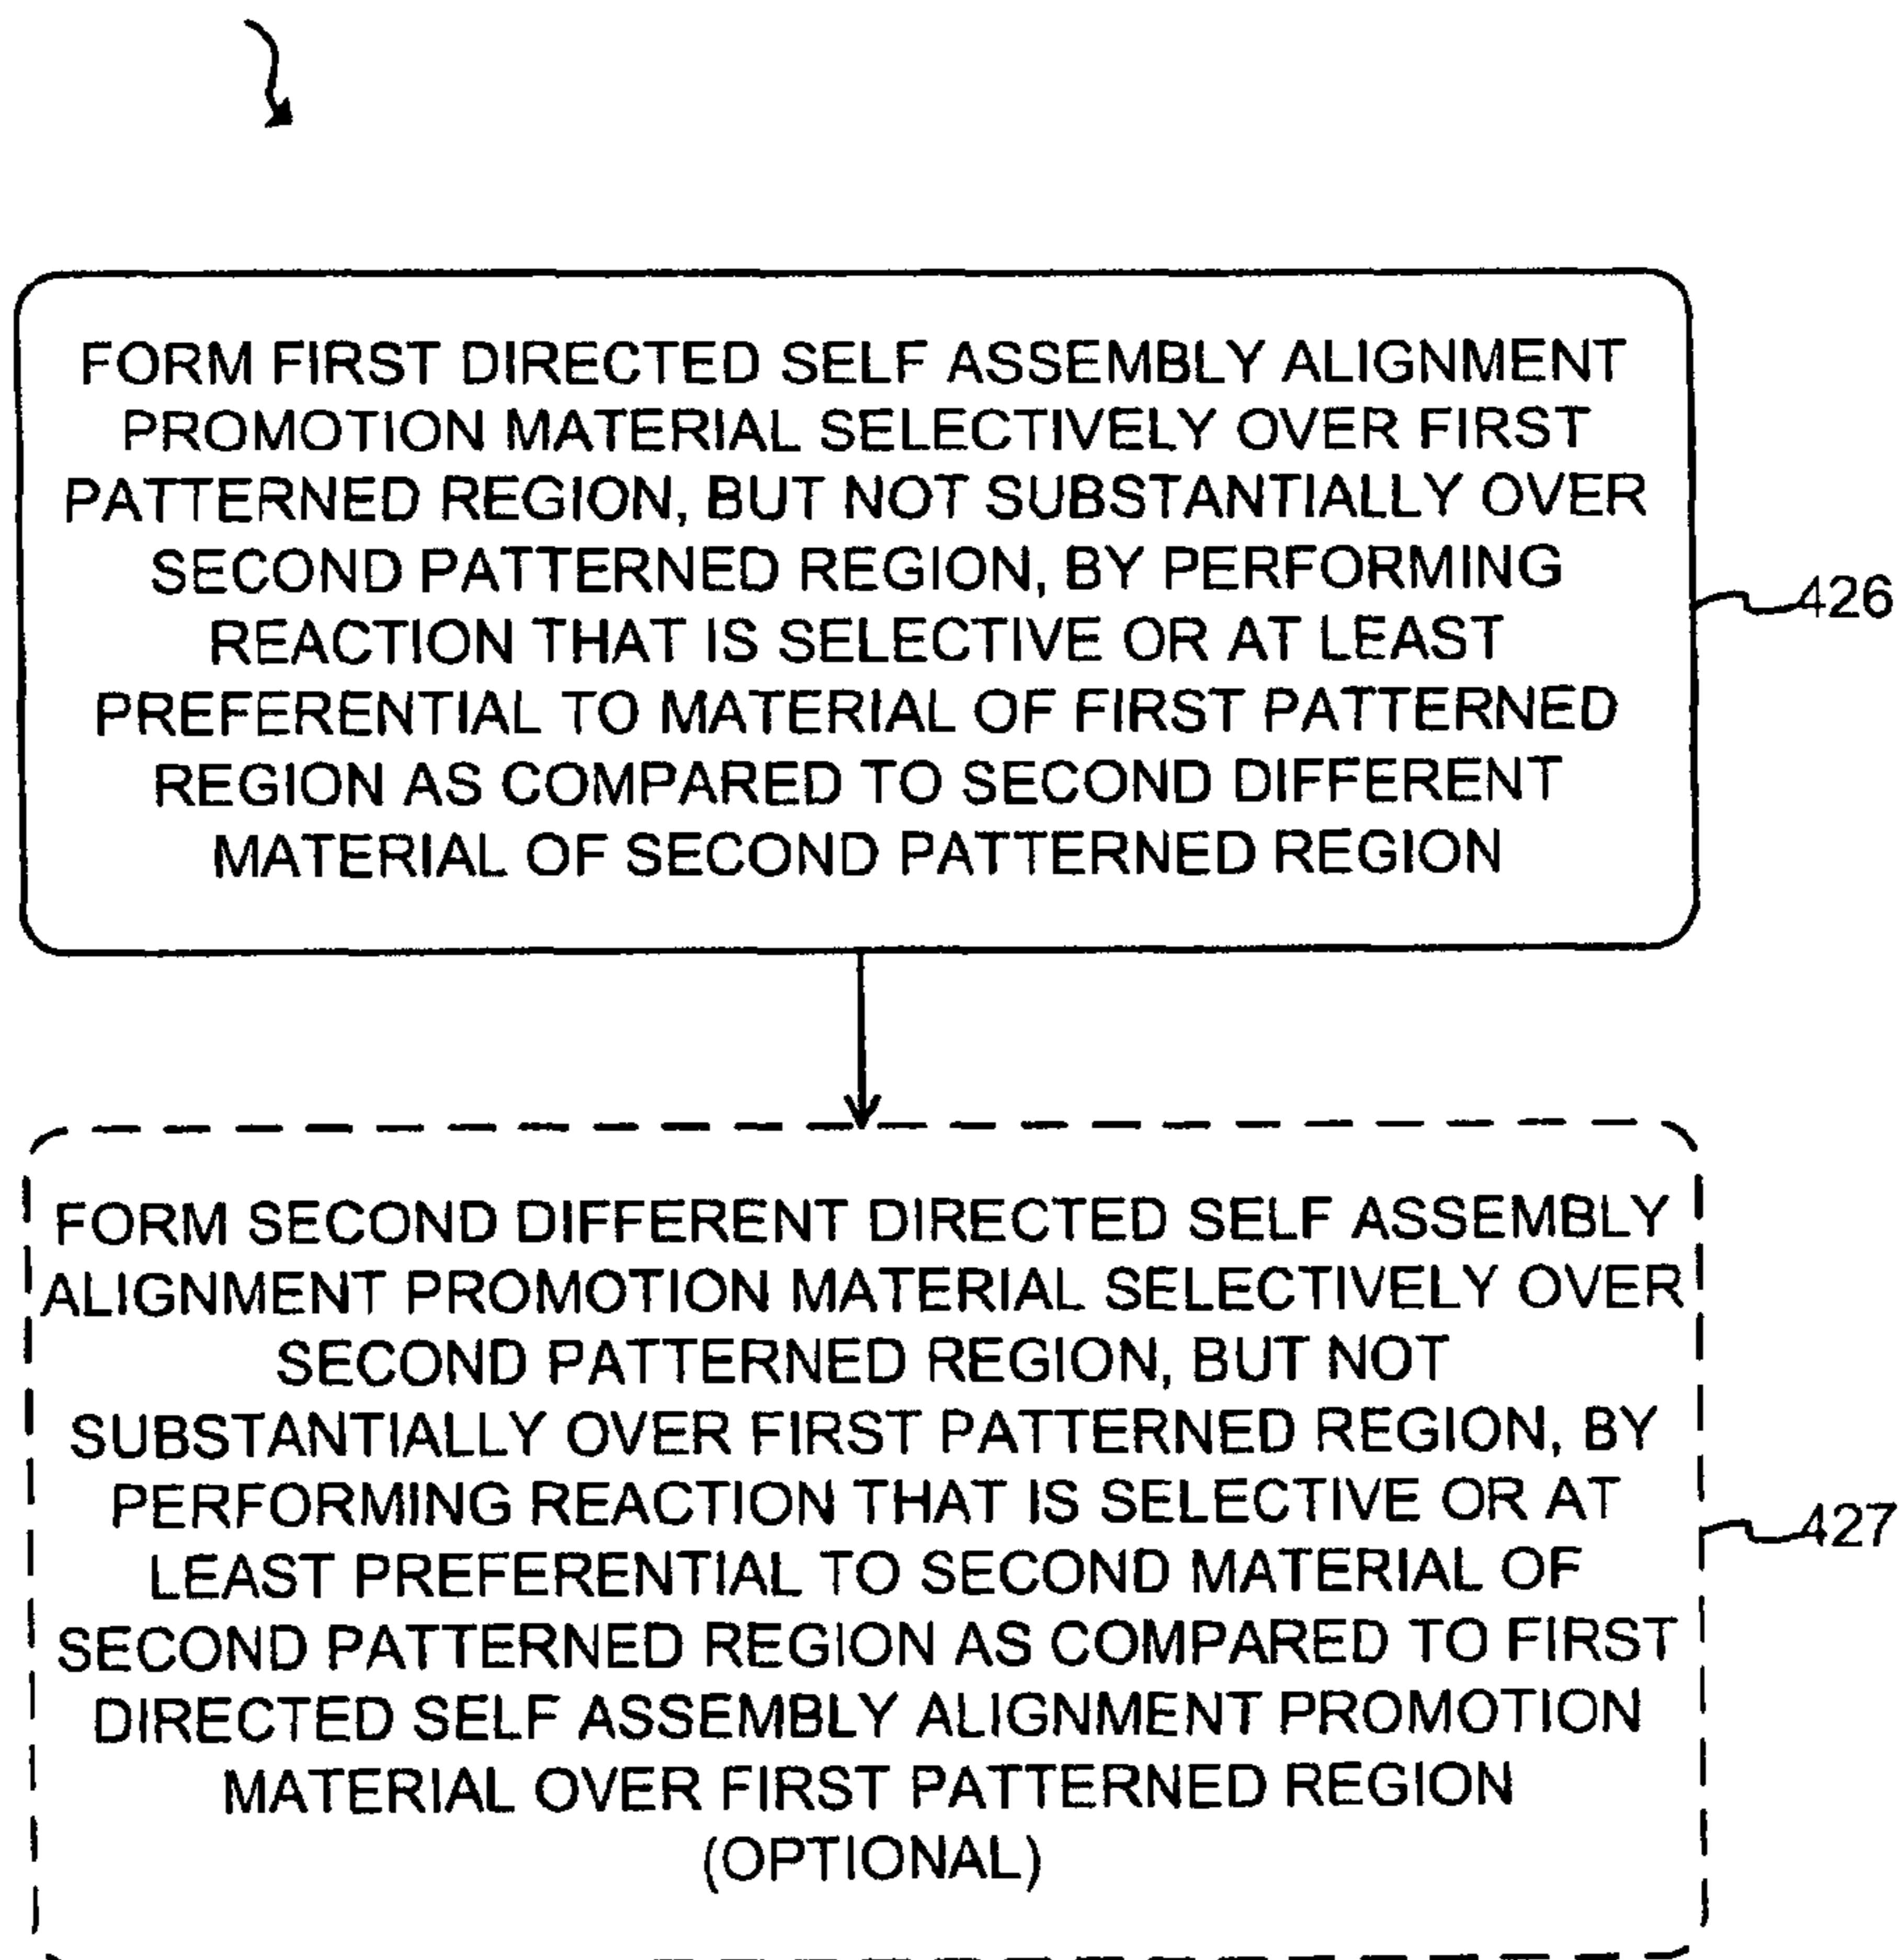 FORM FIRST DIRECTED SELF ASSEMBLY ALIGNMENT
PROMOTION MATERIAL SELECTIVELY OVER FIRST
PATTERNED REGION, BUT NOT SUBSTANTIALLY OVER
SECOND PATTERNED REGION, BY PERFORMING
REACTION THAT IS SELECTIVE OR AT LEAST
PREFERENTIAL TO MATERIAL OF FIRST PATTERNED
REGION AS COMPARED TO SECOND DIFFERENT
MATERIAL OF SECOND PATTERNED REGION
426
FORM SECOND DIFFERENT DIRECTED SELF ASSEMBLY
ALIGNMENT PROMOTION MATERIAL SELECTIVELY OVER
SECOND PATTERNED REGION, BUT NOT
SUBSTANTIALLY OVER FIRST PATTERNED REGION, BY
PERFORMING REACTION THAT IS SELECTIVE OR AT
LEAST PREFERENTIAL TO SECOND MATERIAL OF
SECOND PATTERNED REGION AS COMPARED TO FIRST
DIRECTED SELF ASSEMBLY ALIGNMENT PROMOTION
MATERIAL OVER FIRST PATTERNED REGION
(OPTIONAL)
427